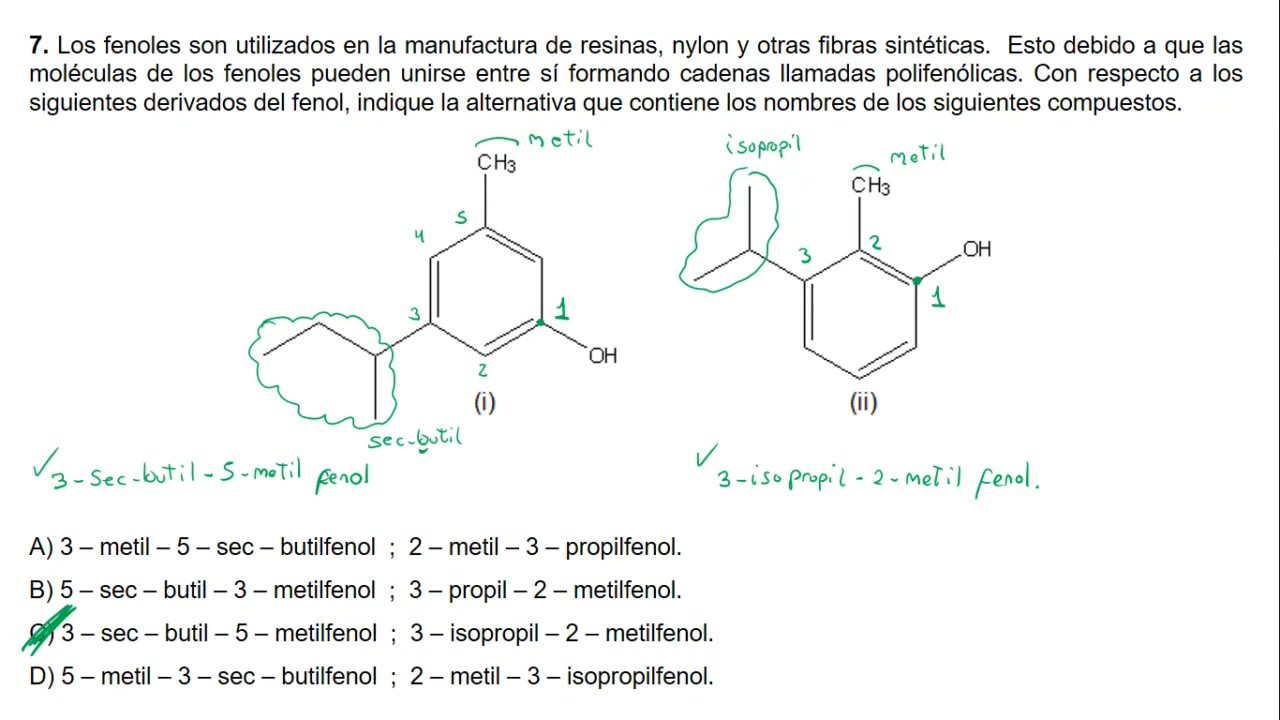 7. Los fenoles son utilizados en la manufactura de resinas, nylon y otras fibras sintéticas. Esto debido a que las
moléculas de los fenoles pueden unirse entre sí formando cadenas llamadas polifenólicas. Con respecto a los
siguientes derivados del fenol, indique la alternativa que contiene los nombres de los siguientes compuestos.
metil
CH3
5
4
3
1
2
OH
(i)
sec-butil
isopropil
metil
CH3
2
3
OH
1
(ii)
✓ 3-sec-butil-5-metil fenol
✓ 3-isopropil-2-metil fenol.
A) 3 – metil – 5 – sec – butilfenol ; 2 – metil – 3 – propilfenol.
B) 5 – sec – butil – 3 – metilfenol ; 3 – propil – 2 – metilfenol.
C) 3 – sec – butil – 5 – metilfenol ; 3 – isopropil – 2 – metilfenol.
D) 5 – metil – 3 – sec – butilfenol ; 2 – metil – 3 – isopropilfenol.